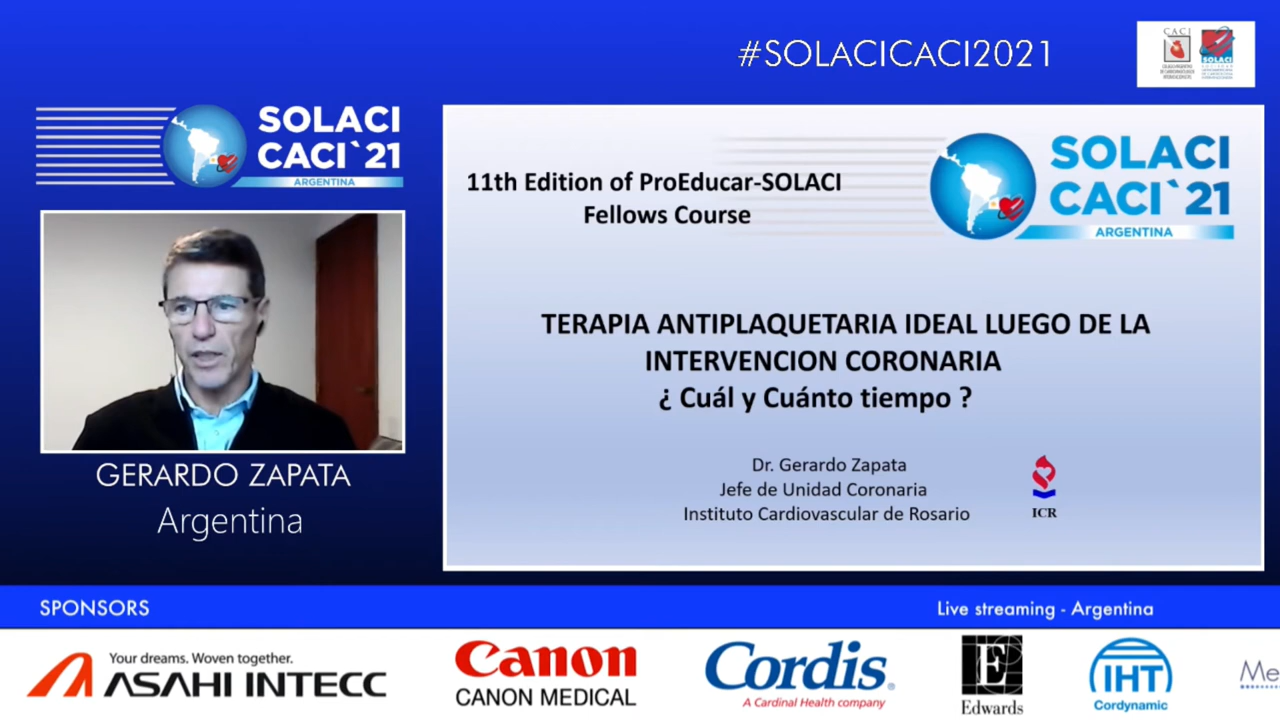 #SOLACICACI2021
CACI
SOLACI
SOLACI
CACI`21
ARGENTINA
11th Edition of ProEducar-SOLACI
Fellows Course
SOLACI
CACI`21
ARGENTINA
TERAPIA ANTIPLAQUETARIA IDEAL LUEGO DE LA
INTERVENCION CORONARIA
¿ Cuál y Cuánto tiempo ?
Dr. Gerardo Zapata
Jefe de Unidad Coronaria
Instituto Cardiovascular de Rosario
ICR
GERARDO ZAPATA
Argentina
SPONSORS
Live streaming - Argentina
Your dreams. Woven together.
ASAHI INTECC
Canon
CANON MEDICAL
Cordis®
A Cardinal Health company
E
Edwards
IHT
Cordynamic
Me